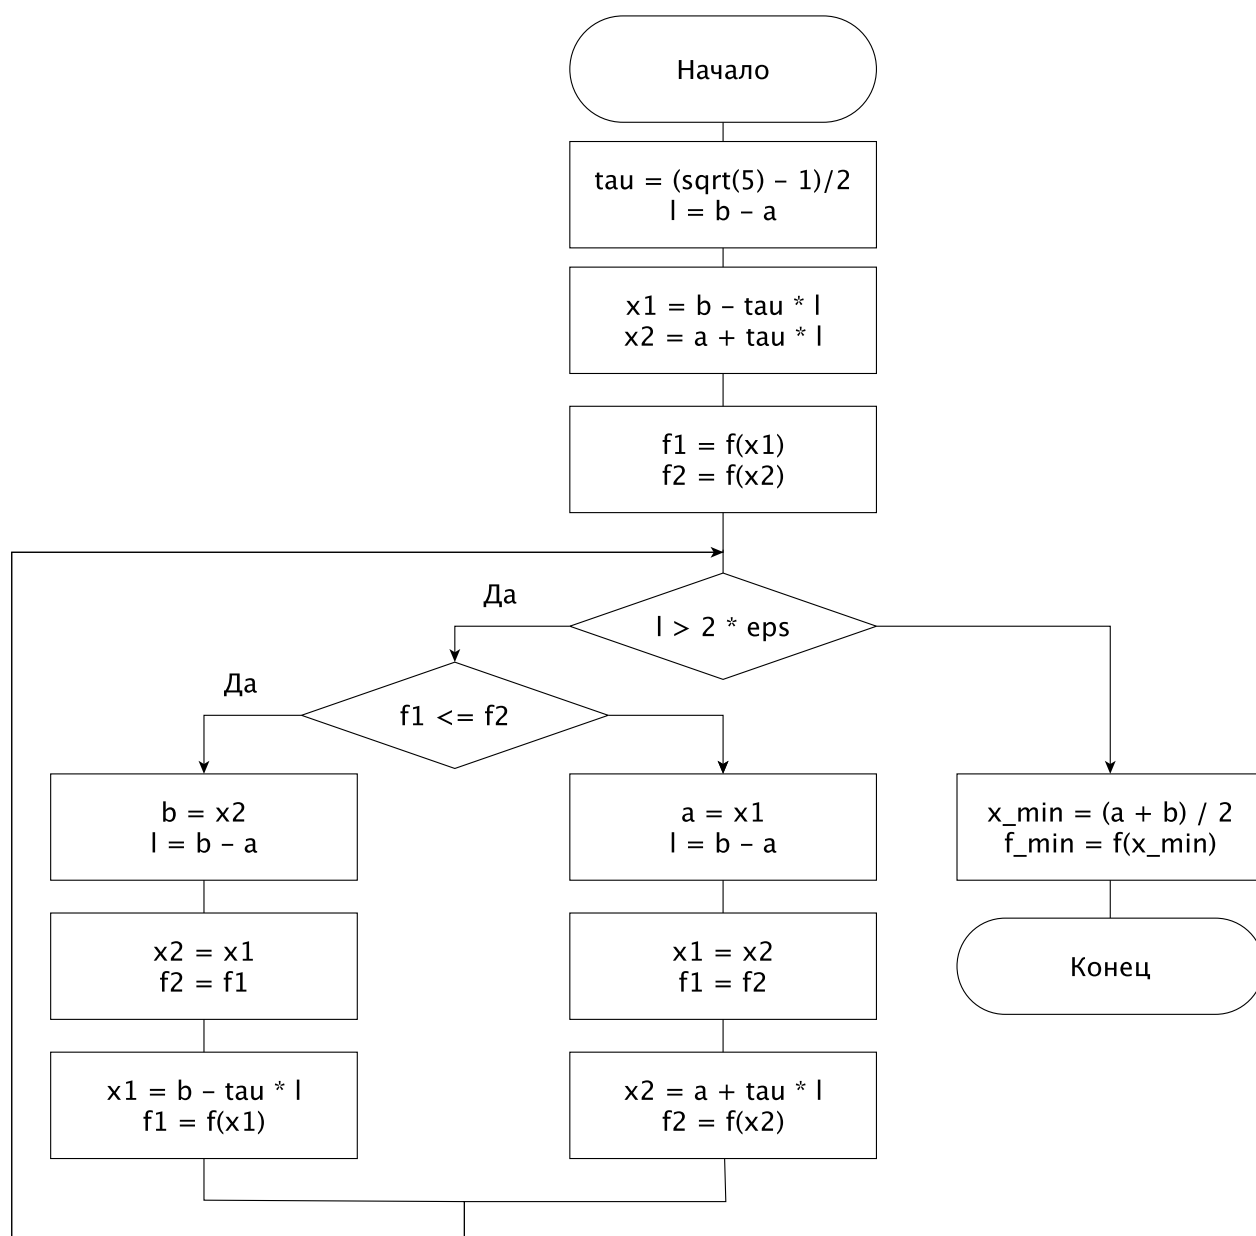 Начало
tau = (sqrt(5) – 1)/2
l = b – a
x1 = b – tau * l
x2 = a + tau * l
f1 = f(x1)
f2 = f(x2)
Да
l > 2 * eps
Да
f1 <= f2
b = x2
l = b – a
a = x1
l = b – a
x_min = (a + b) / 2
f_min = f(x_min)
x2 = x1
f2 = f1
x1 = x2
f1 = f2
Конец
x1 = b – tau * l
f1 = f(x1)
x2 = a + tau * l
f2 = f(x2)